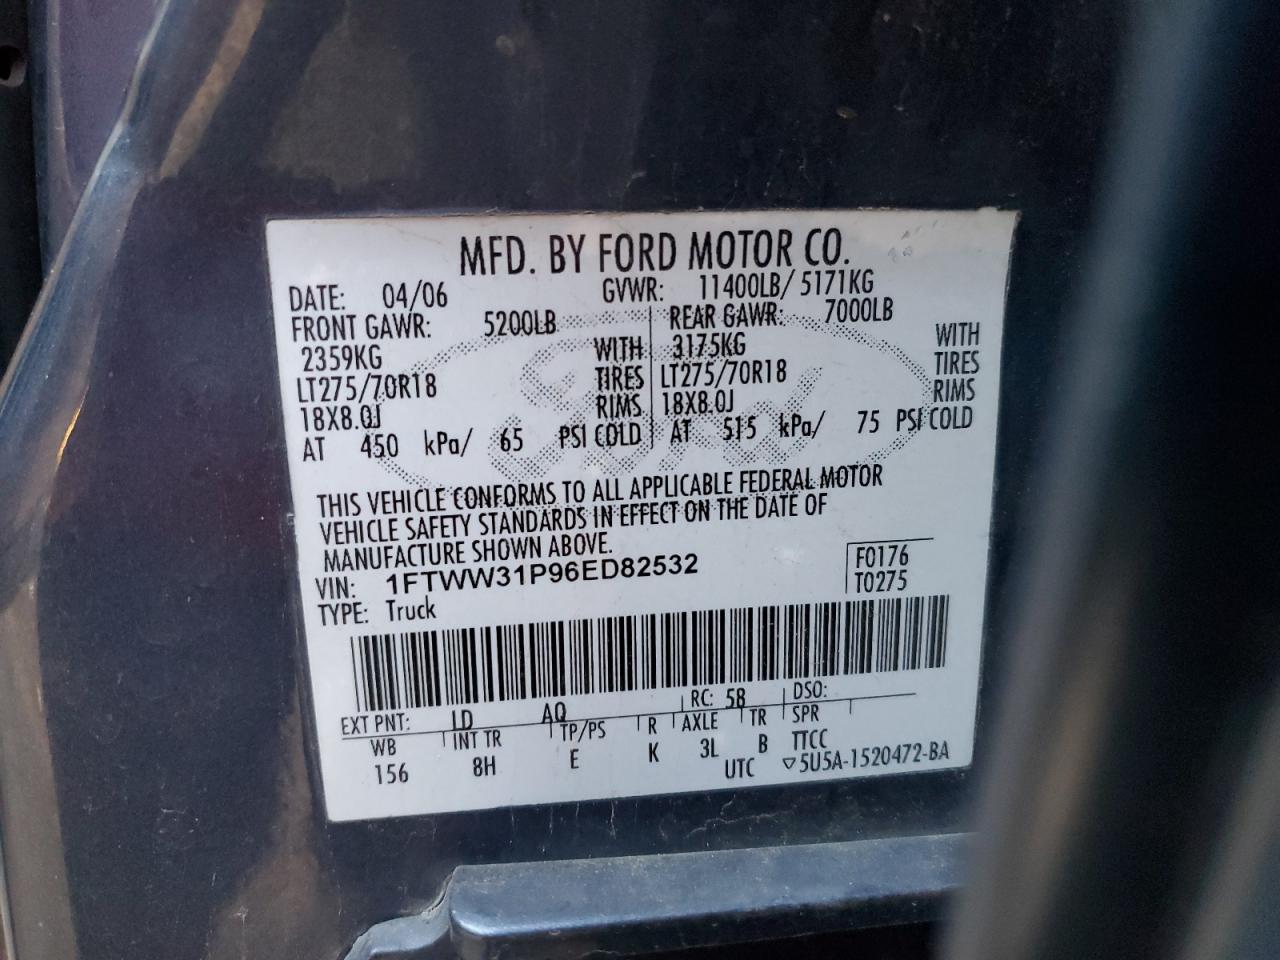 MFD. BY FORD MOTOR CO.
DATE: 04/06 GVWR: 11400LB/ 5171KG
FRONT GAWR: 5200LB REAR GAWR: 7000LB
2359KG WITH 3175KG WITH
LT275/70R18 TIRES LT275/70R18 TIRES
18X8.0J RIMS 18X8.0J RIMS
AT 450 kPa/ 65 PSI COLD AT 515 kPa/ 75 PSI COLD
THIS VEHICLE CONFORMS TO ALL APPLICABLE FEDERAL MOTOR
VEHICLE SAFETY STANDARDS IN EFFECT ON THE DATE OF
MANUFACTURE SHOWN ABOVE.
VIN: 1FTWW31P96ED82532 F0176
TYPE: Truck T0275
EXT PNT: LD AQ RC: 58 DSO:
WB INT TR TP/PS R AXLE TR SPR
156 8H E K 3L B TTCC
UTC ▽5U5A-1520472-BA